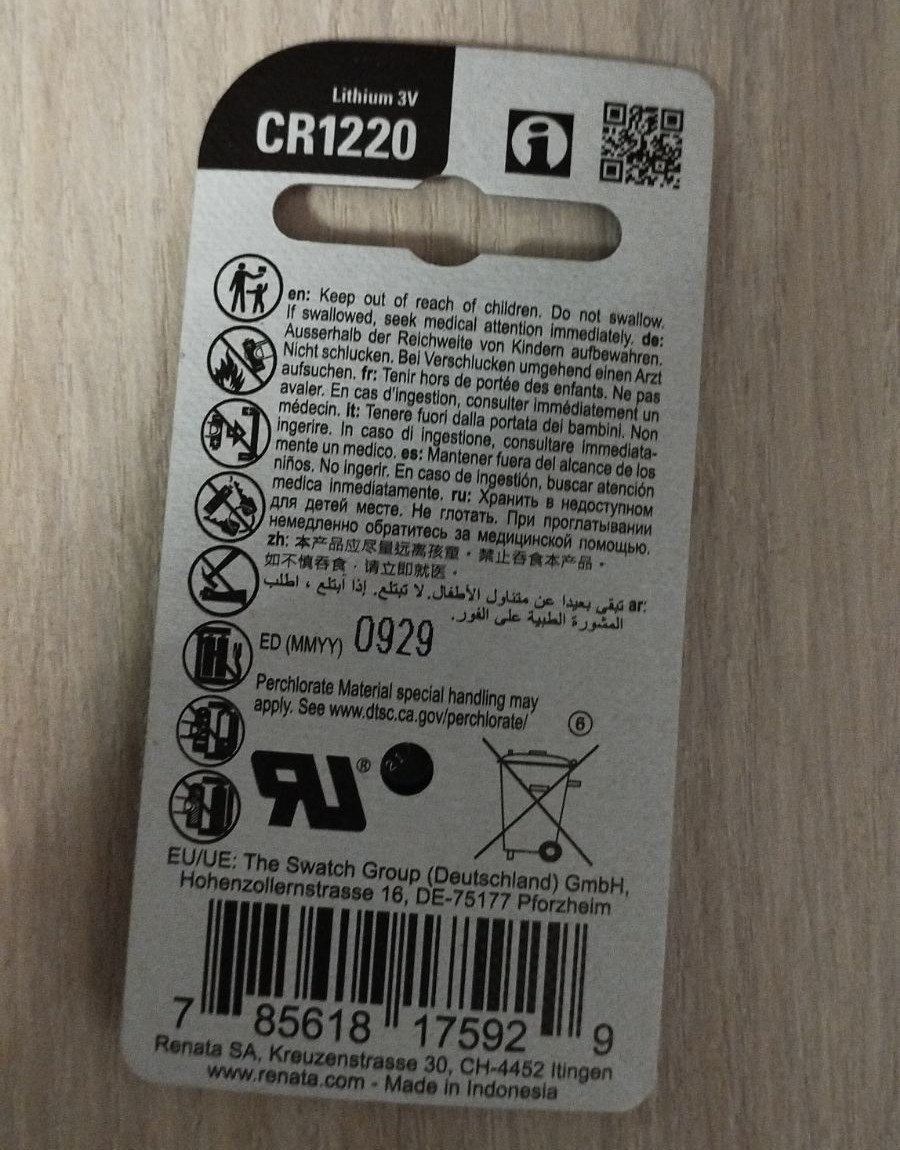 Lithium 3V
CR1220
i
en: Keep out of reach of children. Do not swallow.
If swallowed, seek medical attention immediately. de:
Ausserhalb der Reichweite von Kindern aufbewahren.
Nicht schlucken. Bei Verschlucken umgehend einen Arzt
aufsuchen. fr: Tenir hors de portée des enfants. Ne pas
avaler. En cas d'ingestion, consulter immédiatement un
médecin. it: Tenere fuori dalla portata dei bambini. Non
ingerire. In caso di ingestione, consultare immediata-
mente un medico. es: Mantener fuera del alcance de los
niños. No ingerir. En caso de ingestión, buscar atención
medica inmediatamente. ru: Хранить в недоступном
для детей месте. Не глотать. При проглатывании
немедленно обратитесь за медицинской помощью.
zh: 本产品应尽量远离孩童。禁止吞食本产品。
如不慎吞食，请立即就医。
ar: تبقى بعيدا عن متناول الأطفال. لا تبتلع. إذا أبتلع ، اطلب
المشورة الطبية على الفور.
ED (MMYY) 0929
Perchlorate Material special handling may
apply. See www.dtsc.ca.gov/perchlorate/
6
UR ® 21
EU/UE: The Swatch Group (Deutschland) GmbH,
Hohenzollernstrasse 16, DE-75177 Pforzheim
7 85618 17592 9
Renata SA, Kreuzenstrasse 30, CH-4452 Itingen
www.renata.com - Made in Indonesia